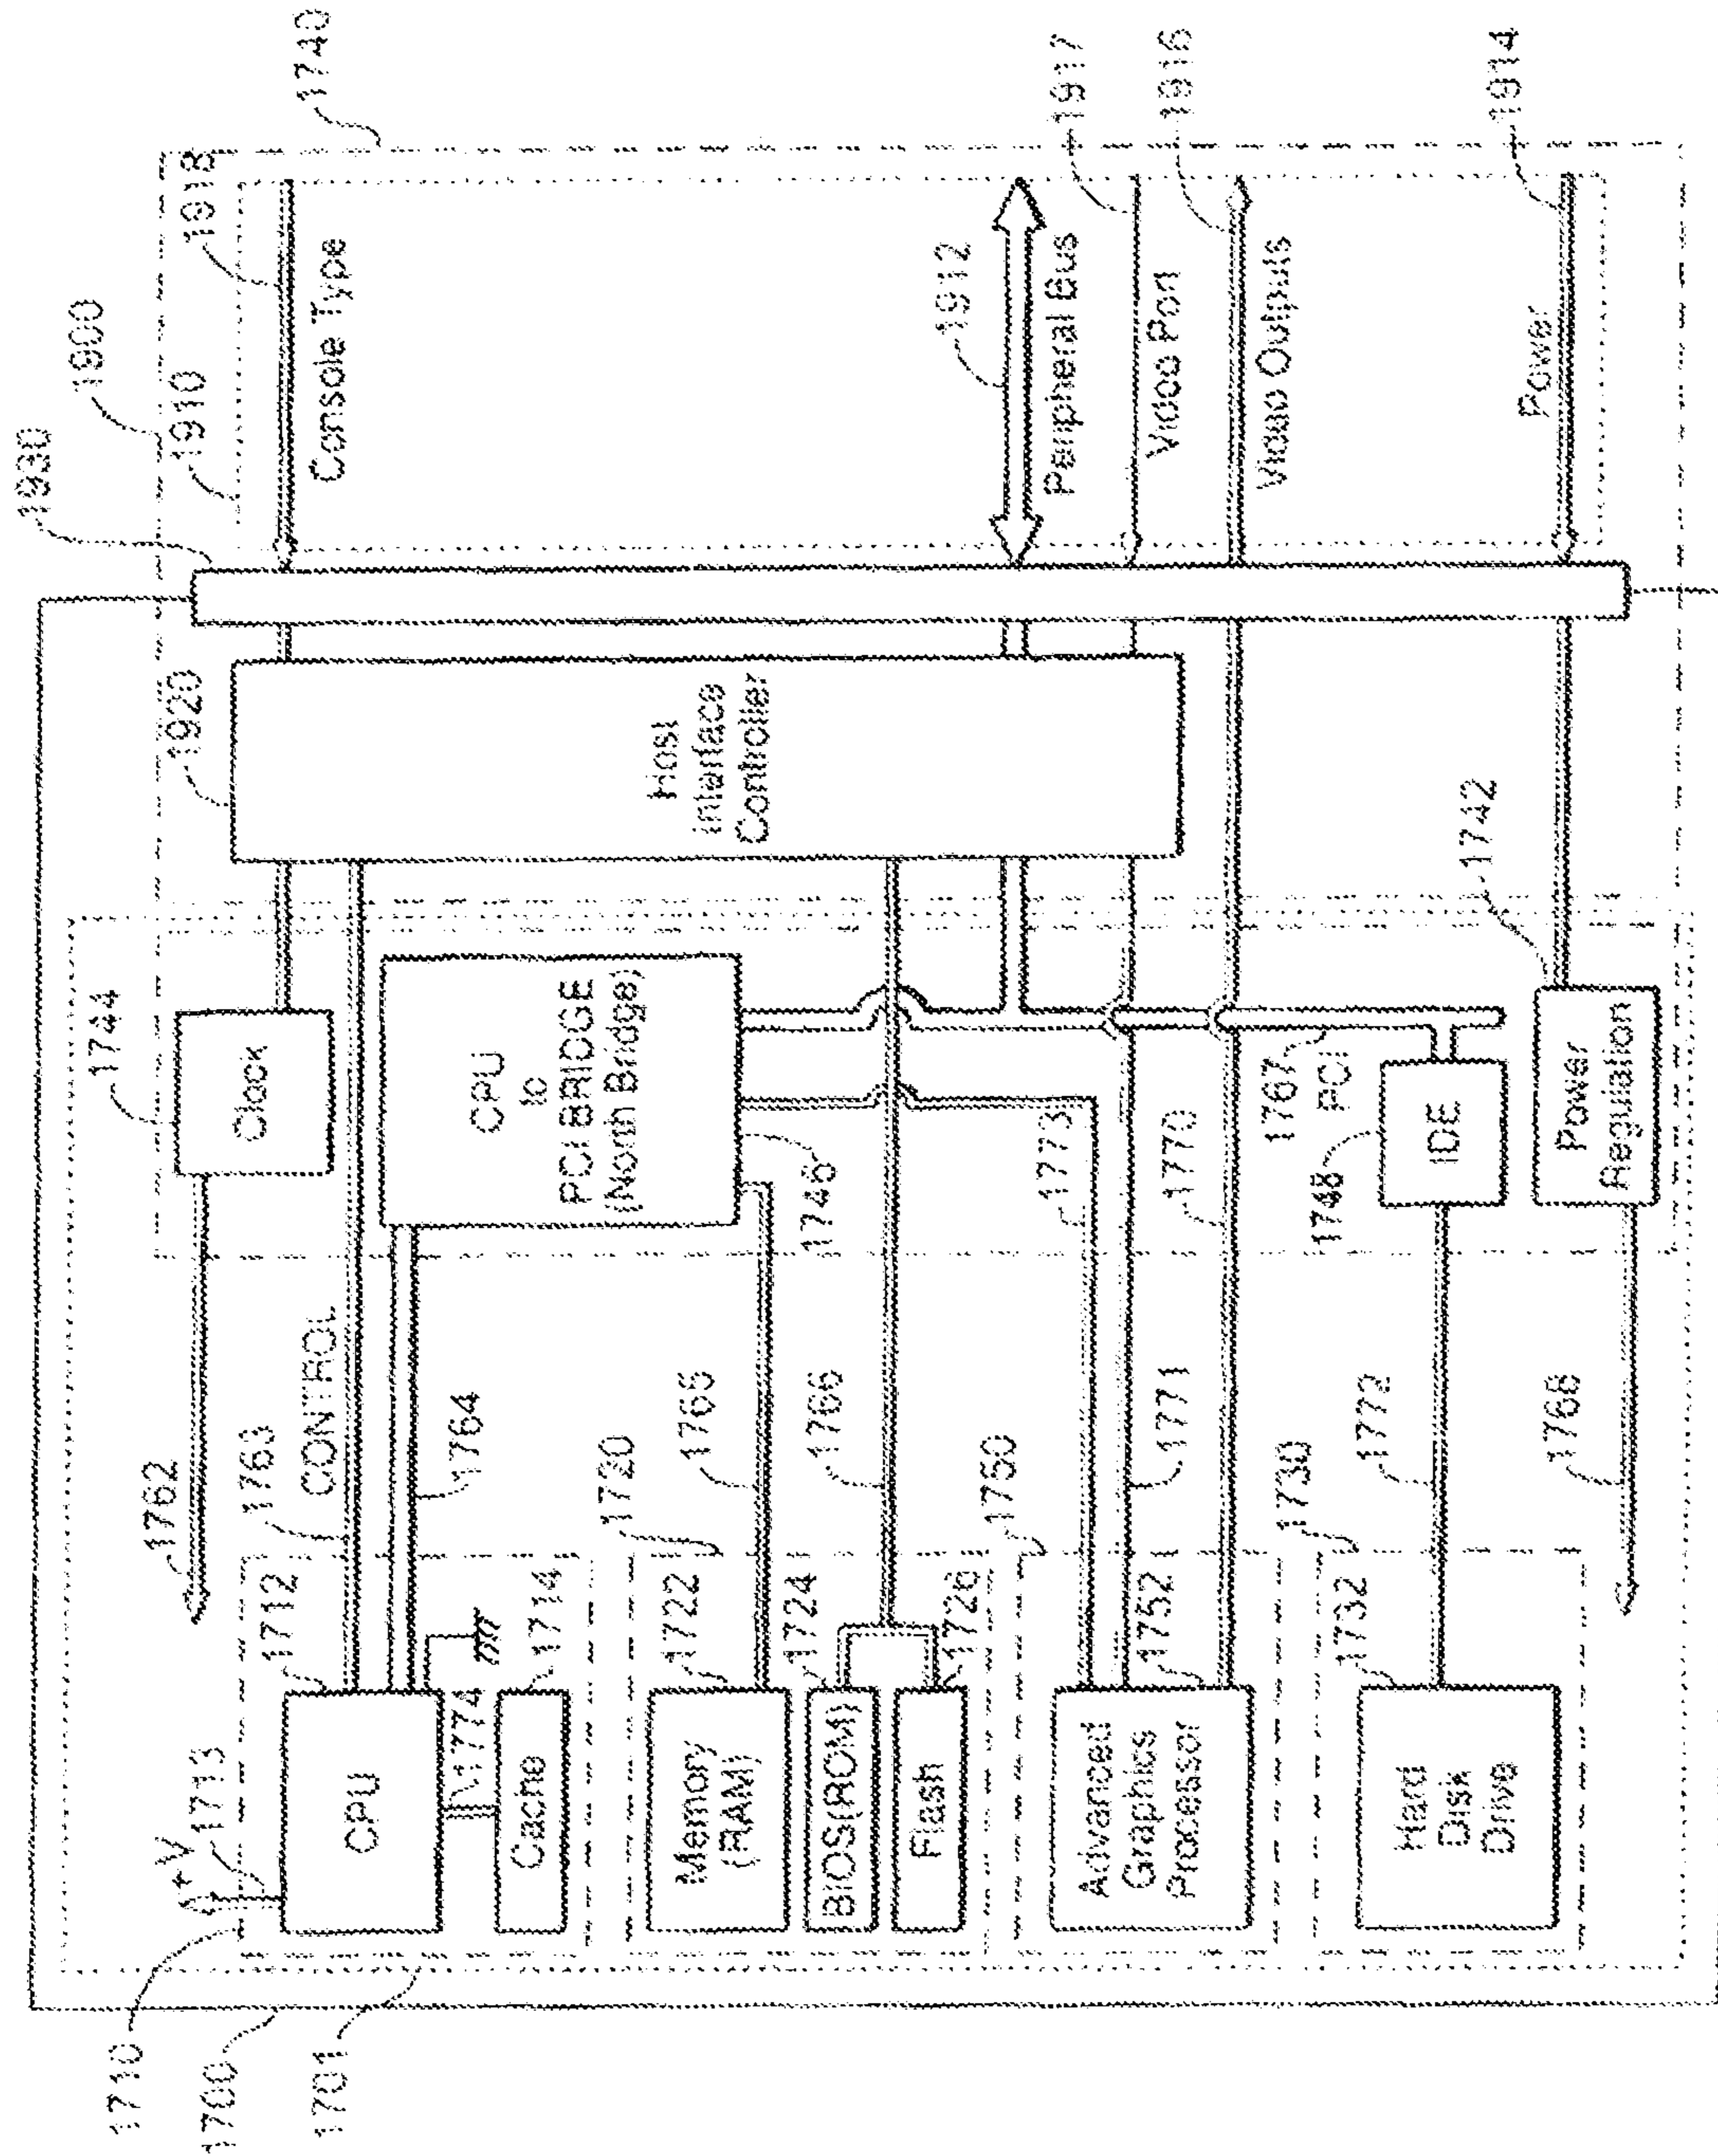 1710
1700
1701
1713
+V
1712
CPU
1774
Cache
1714
1762
1763
CONTROL
1764
1720
1722
Memory
(RAM)
1765
1724
BIOS(ROM)
1766
Flash
1726
1750
Advanced
Graphics
Processor
1752
1771
1773
1770
1730
1732
Hard
Disk
Drive
1772
1768
1744
Clock
CPU
to
PCI BRIDGE
(North Bridge)
1746
1767
PCI
1748
IDE
Power
Regulation
1742
1920
Host
Interface
Controller
1930
1910
1900
1918
1740
Console Type
1912
Peripheral Bus
1917
Video Port
1916
Video Outputs
1914
Power